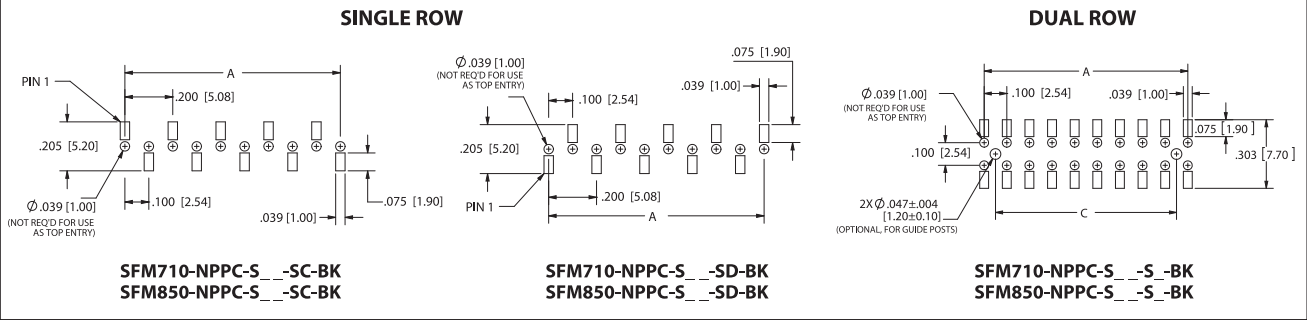 SINGLE ROW
DUAL ROW
PIN 1
A
.200 [5.08]
.205 [5.20]
Ø.039 [1.00]
(NOT REQ'D FOR USE
AS TOP ENTRY)
.100 [2.54]
.039 [1.00]
.075 [1.90]
SFM710-NPPC-S_ _-SC-BK
SFM850-NPPC-S_ _-SC-BK
Ø.039 [1.00]
(NOT REQ'D FOR USE
AS TOP ENTRY)
.075 [1.90]
.100 [2.54]
.039 [1.00]
.205 [5.20]
PIN 1
.200 [5.08]
A
SFM710-NPPC-S_ _-SD-BK
SFM850-NPPC-S_ _-SD-BK
A
Ø.039 [1.00]
(NOT REQ'D FOR USE
AS TOP ENTRY)
.100 [2.54]
.039 [1.00]
.075 [1.90]
.100 [2.54]
.303 [7.70]
2X Ø.047±.004
[1.20±0.10]
(OPTIONAL, FOR GUIDE POSTS)
C
SFM710-NPPC-S_ _-S_-BK
SFM850-NPPC-S_ _-S_-BK